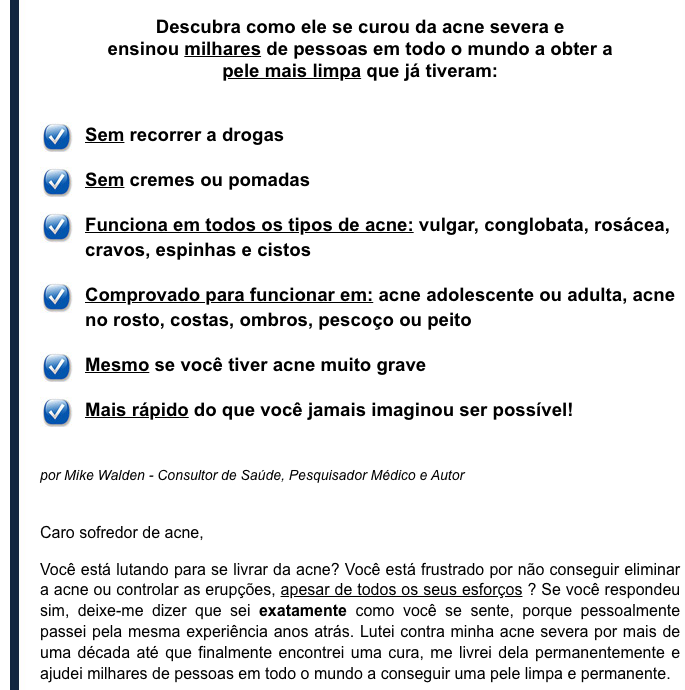 Descubra como ele se curou da acne severa e
ensinou milhares de pessoas em todo o mundo a obter a
pele mais limpa que já tiveram:
Sem recorrer a drogas
Sem cremes ou pomadas
Funciona em todos os tipos de acne: vulgar, conglobata, rosácea,
cravos, espinhas e cistos
Comprovado para funcionar em: acne adolescente ou adulta, acne
no rosto, costas, ombros, pescoço ou peito
Mesmo se você tiver acne muito grave
Mais rápido do que você jamais imaginou ser possível!
por Mike Walden - Consultor de Saúde, Pesquisador Médico e Autor
Caro sofredor de acne,
Você está lutando para se livrar da acne? Você está frustrado por não conseguir eliminar
a acne ou controlar as erupções, apesar de todos os seus esforços ? Se você respondeu
sim, deixe-me dizer que sei exatamente como você se sente, porque pessoalmente
passei pela mesma experiência anos atrás. Lutei contra minha acne severa por mais de
uma década até que finalmente encontrei uma cura, me livrei dela permanentemente e
ajudei milhares de pessoas em todo o mundo a conseguir uma pele limpa e permanente.